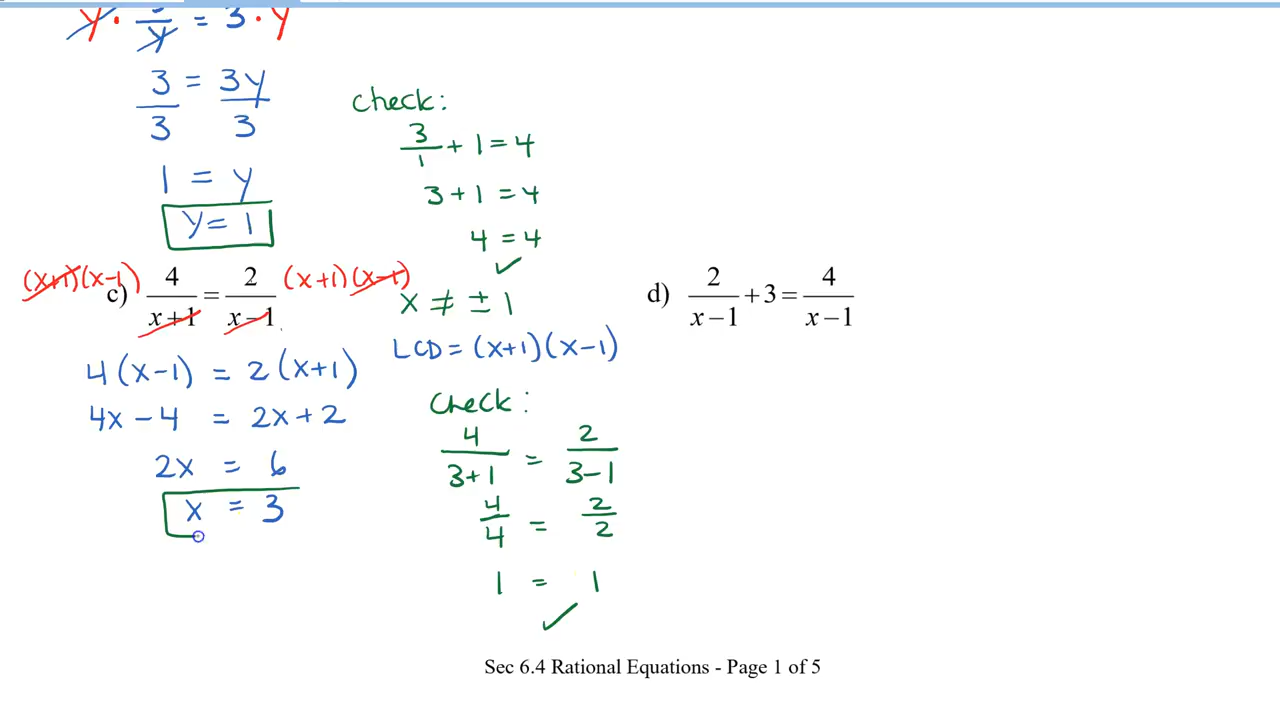 y · /y = 3 · y
3/3 = 3y/3
1 = y
y = 1
Check:
3/1 + 1 = 4
3 + 1 = 4
4 = 4 ✓
(x+1)(x-1) c) 4/(x+1) = 2/(x-1) (x+1)(x-1)
x ≠ ± 1
LCD = (x+1)(x-1)
4(x-1) = 2(x+1)
4x - 4 = 2x + 2
2x = 6
x = 3
Check:
4/(3+1) = 2/(3-1)
4/4 = 2/2
1 = 1 ✓
d) 2/(x-1) + 3 = 4/(x-1)
Sec 6.4 Rational Equations - Page 1 of 5